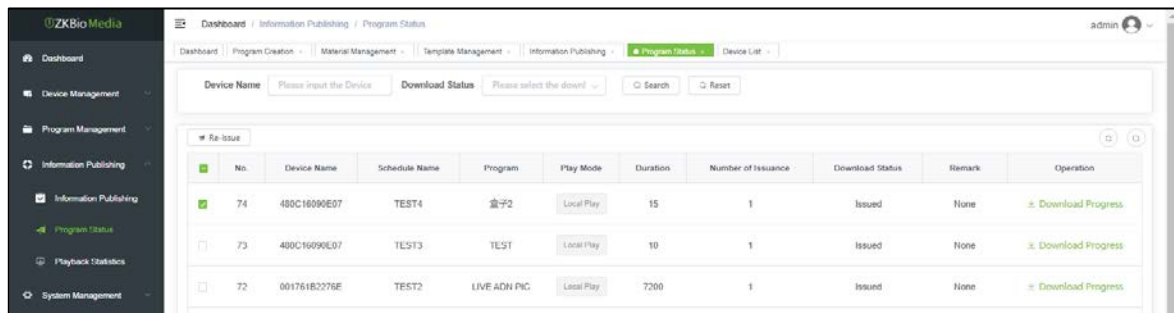 ZKBio Media
Dashboard / Information Publishing / Program Status
admin
Dashboard
Device Management
Program Management
Information Publishing
Information Publishing
Program Status
Playback Statistics
System Management
Dashboard Program Creation Material Management Template Management Information Publishing Program Status Device List
Device Name Please input the Device Download Status Please select the downl Search Reset
Re-Issue
No. Device Name Schedule Name Program Play Mode Duration Number of Issuance Download Status Remark Operation
74 480C16090E07 TEST4 盒子2 Local Play 15 1 Issued None Download Progress
73 480C16090E07 TEST3 TEST Local Play 10 1 Issued None Download Progress
72 001761B2276E TEST2 LIVE ADN PIC Local Play 7200 1 Issued None Download Progress